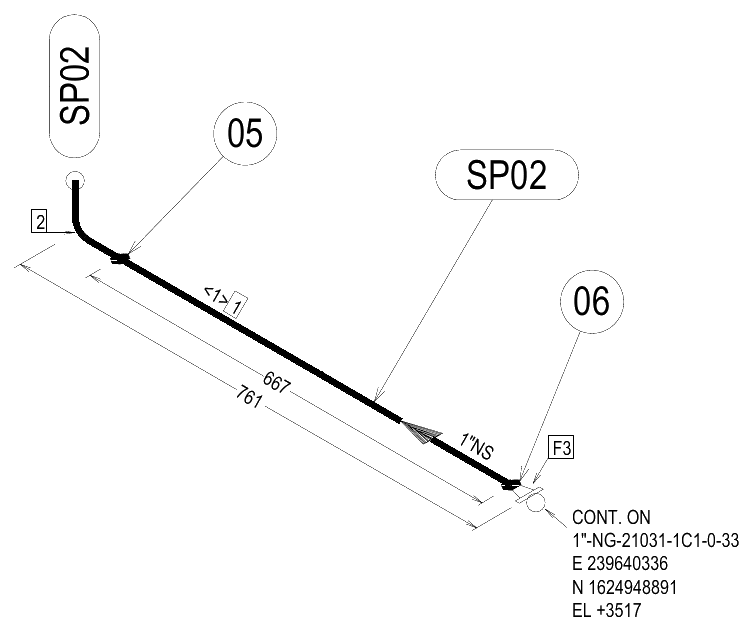 SP02
05
SP02
2
06
<1> 1
667
761
1"NS
F3
CONT. ON
1"-NG-21031-1C1-0-33
E 239640336
N 1624948891
EL +3517